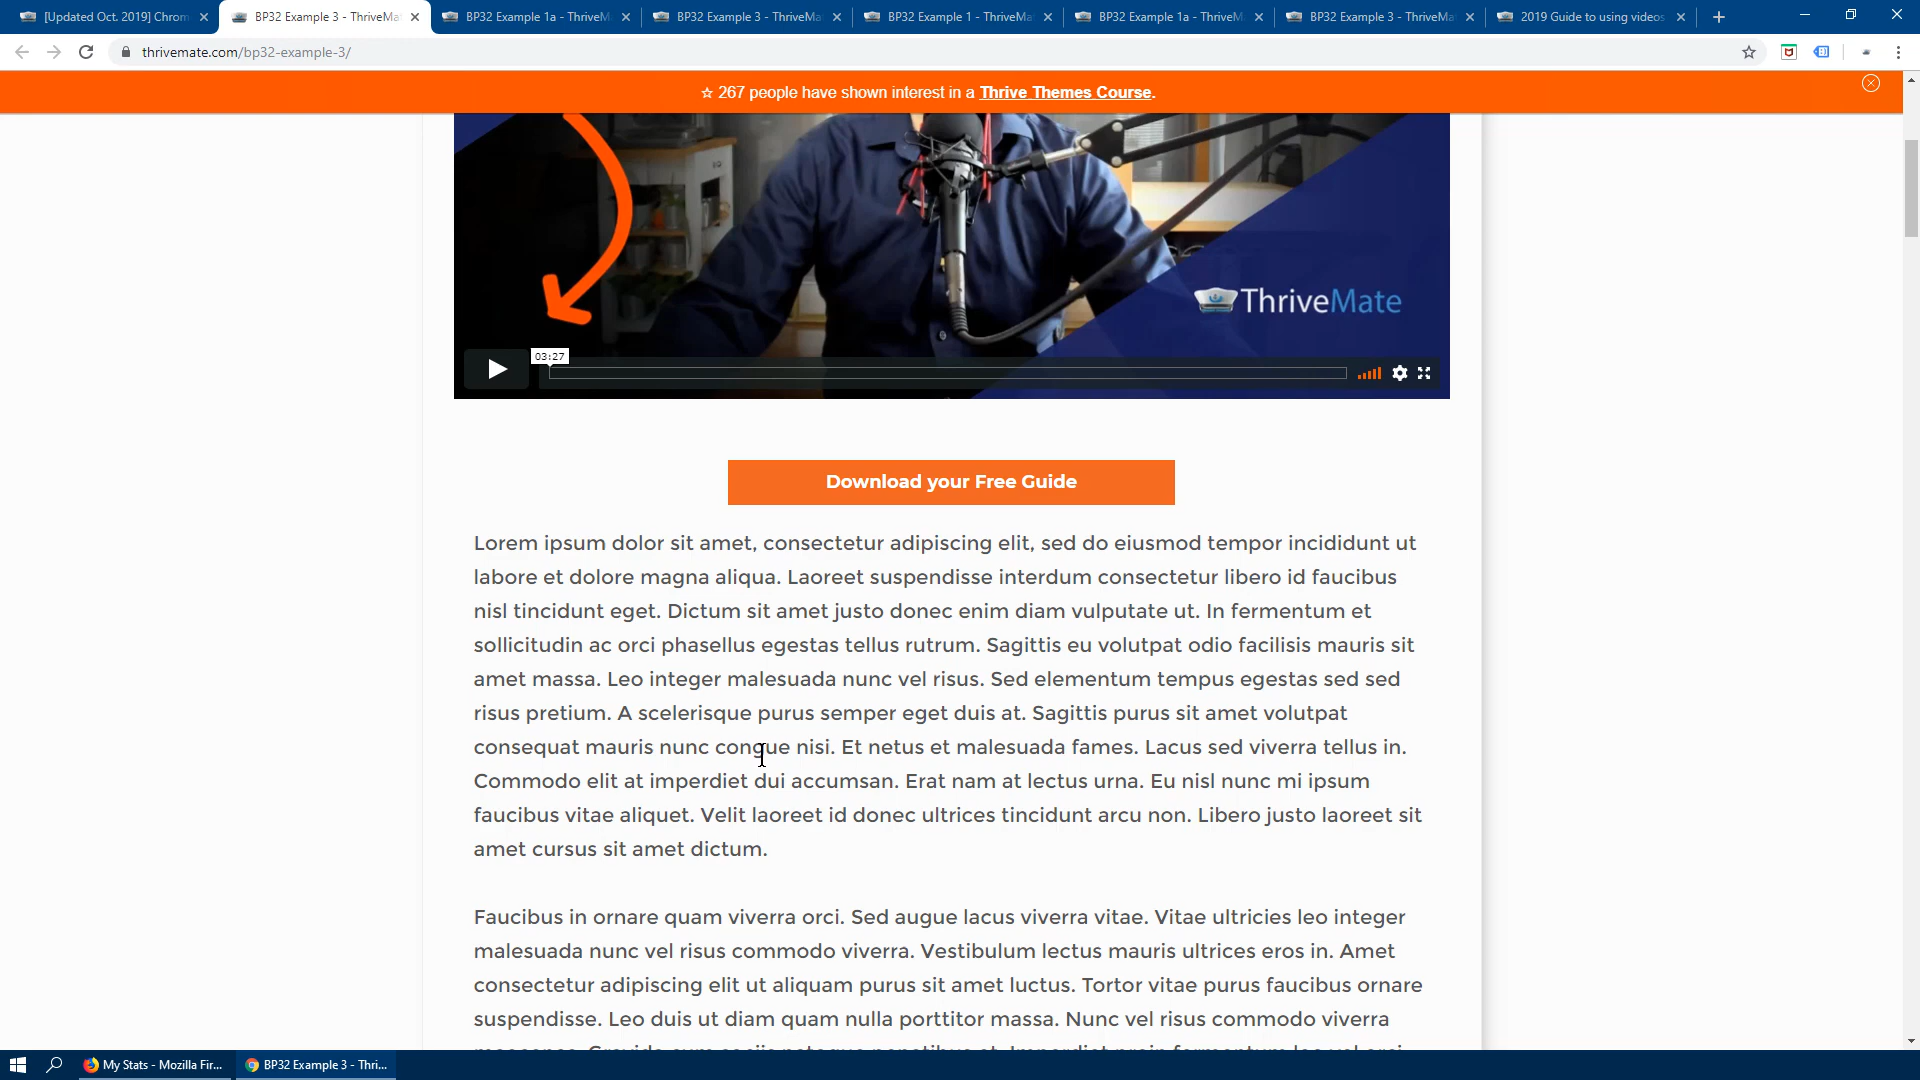 [Updated Oct. 2019] Chrom
BP32 Example 3 - ThriveMat
BP32 Example 1a - ThriveM
BP32 Example 3 - ThriveMat
BP32 Example 1 - ThriveMat
BP32 Example 1a - ThriveM
BP32 Example 3 - ThriveMat
2019 Guide to using videos
thrivemate.com/bp32-example-3/
☆ 267 people have shown interest in a Thrive Themes Course.
ThriveMate
03:27
Download your Free Guide
Lorem ipsum dolor sit amet, consectetur adipiscing elit, sed do eiusmod tempor incididunt ut
labore et dolore magna aliqua. Laoreet suspendisse interdum consectetur libero id faucibus
nisl tincidunt eget. Dictum sit amet justo donec enim diam vulputate ut. In fermentum et
sollicitudin ac orci phasellus egestas tellus rutrum. Sagittis eu volutpat odio facilisis mauris sit
amet massa. Leo integer malesuada nunc vel risus. Sed elementum tempus egestas sed sed
risus pretium. A scelerisque purus semper eget duis at. Sagittis purus sit amet volutpat
consequat mauris nunc congue nisi. Et netus et malesuada fames. Lacus sed viverra tellus in.
Commodo elit at imperdiet dui accumsan. Erat nam at lectus urna. Eu nisl nunc mi ipsum
faucibus vitae aliquet. Velit laoreet id donec ultrices tincidunt arcu non. Libero justo laoreet sit
amet cursus sit amet dictum.
Faucibus in ornare quam viverra orci. Sed augue lacus viverra vitae. Vitae ultricies leo integer
malesuada nunc vel risus commodo viverra. Vestibulum lectus mauris ultrices eros in. Amet
consectetur adipiscing elit ut aliquam purus sit amet luctus. Tortor vitae purus faucibus ornare
suspendisse. Leo duis ut diam quam nulla porttitor massa. Nunc vel risus commodo viverra
My Stats - Mozilla Fir...
BP32 Example 3 - Thri...